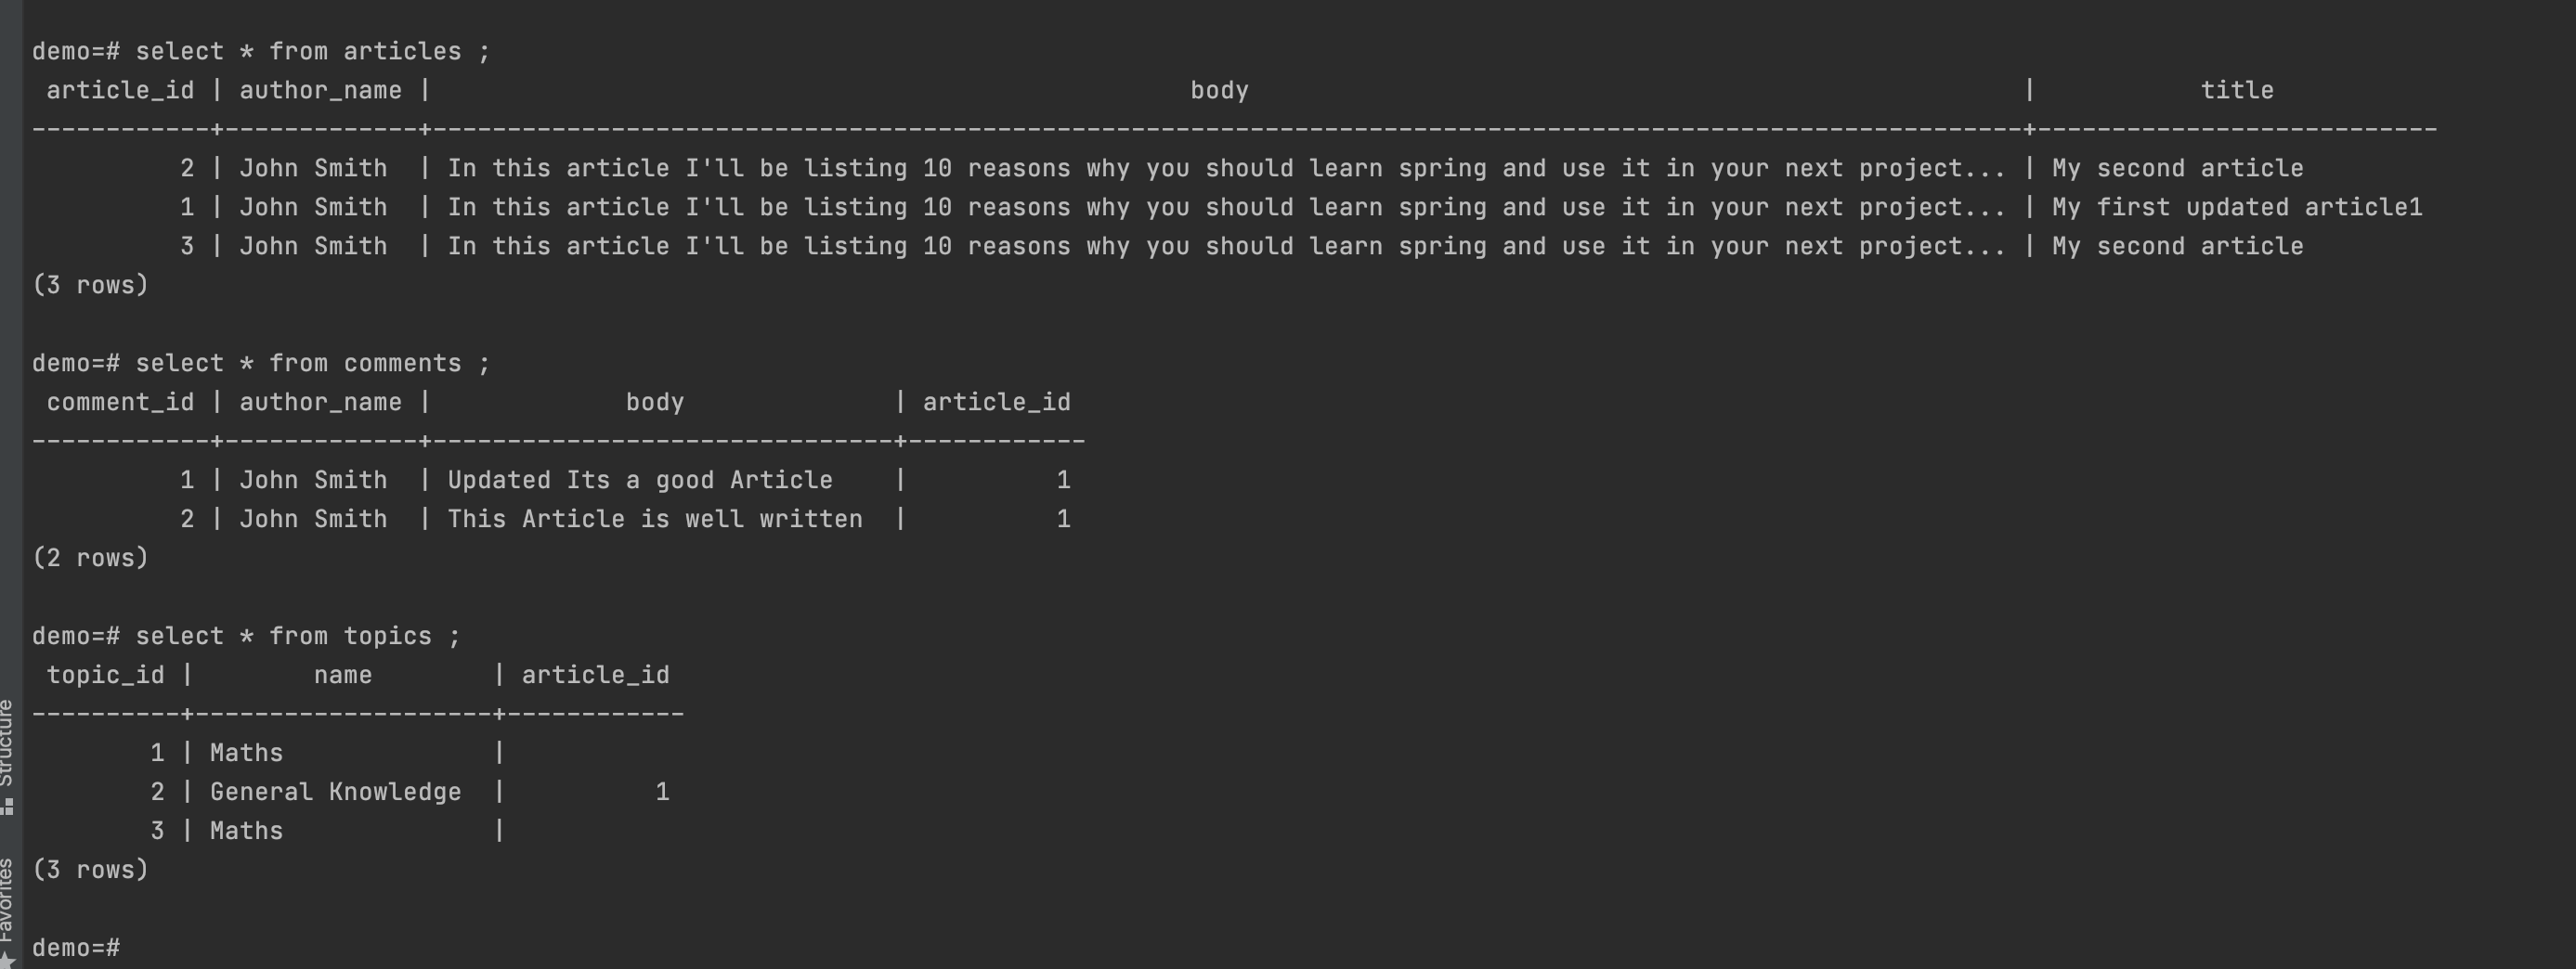 demo=# select * from articles ;
 article_id | author_name |                                                   body                                                    |           title
------------+-------------+-----------------------------------------------------------------------------------------------------------+---------------------------
          2 | John Smith  | In this article I'll be listing 10 reasons why you should learn spring and use it in your next project... | My second article
          1 | John Smith  | In this article I'll be listing 10 reasons why you should learn spring and use it in your next project... | My first updated article1
          3 | John Smith  | In this article I'll be listing 10 reasons why you should learn spring and use it in your next project... | My second article
(3 rows)
demo=# select * from comments ;
 comment_id | author_name |             body              | article_id
------------+-------------+-------------------------------+------------
          1 | John Smith  | Updated Its a good Article    |          1
          2 | John Smith  | This Article is well written  |          1
(2 rows)
demo=# select * from topics ;
 topic_id |        name        | article_id
----------+--------------------+------------
        1 | Maths              |
        2 | General Knowledge  |          1
        3 | Maths              |
(3 rows)
demo=#
Structure
Favorites